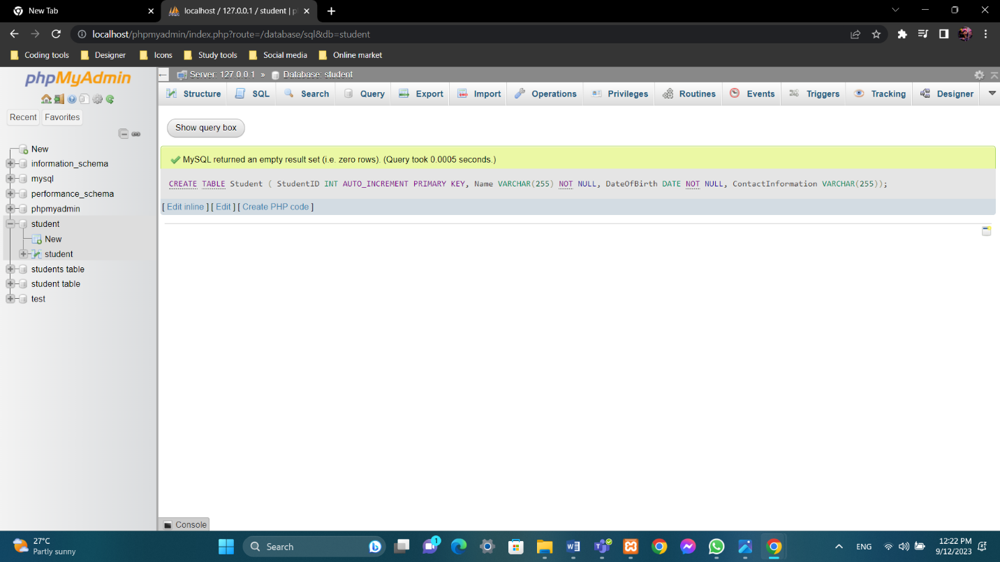 New Tab
localhost / 127.0.0.1 / student | p
localhost/phpmyadmin/index.php?route=/database/sql&db=student
Coding tools Designer Icons Study tools Social media Online market
phpMyAdmin
Recent Favorites
New
information_schema
mysql
performance_schema
phpmyadmin
student
New
student
students table
student table
test
Server: 127.0.0.1 » Database: student
Structure SQL Search Query Export Import Operations Privileges Routines Events Triggers Tracking Designer
Show query box
MySQL returned an empty result set (i.e. zero rows). (Query took 0.0005 seconds.)
CREATE TABLE Student ( StudentID INT AUTO_INCREMENT PRIMARY KEY, Name VARCHAR(255) NOT NULL, DateOfBirth DATE NOT NULL, ContactInformation VARCHAR(255));
[ Edit inline ] [ Edit ] [ Create PHP code ]
Console
27°C
Partly sunny
Search
1
ENG
12:22 PM
9/12/2023